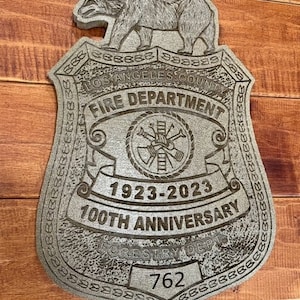 LOS ANGELES COUNTY
FIRE DEPARTMENT
1923-2023
100TH ANNIVERSARY
762